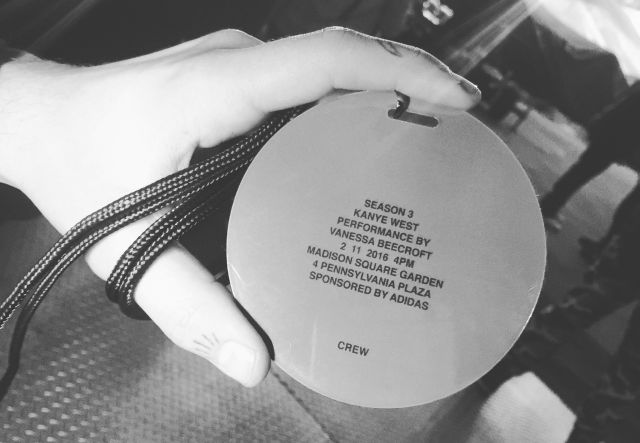 SEASON 3
KANYE WEST
PERFORMANCE BY
VANESSA BEECROFT
2 11 2016 4PM
MADISON SQUARE GARDEN
4 PENNSYLVANIA PLAZA
SPONSORED BY ADIDAS
CREW